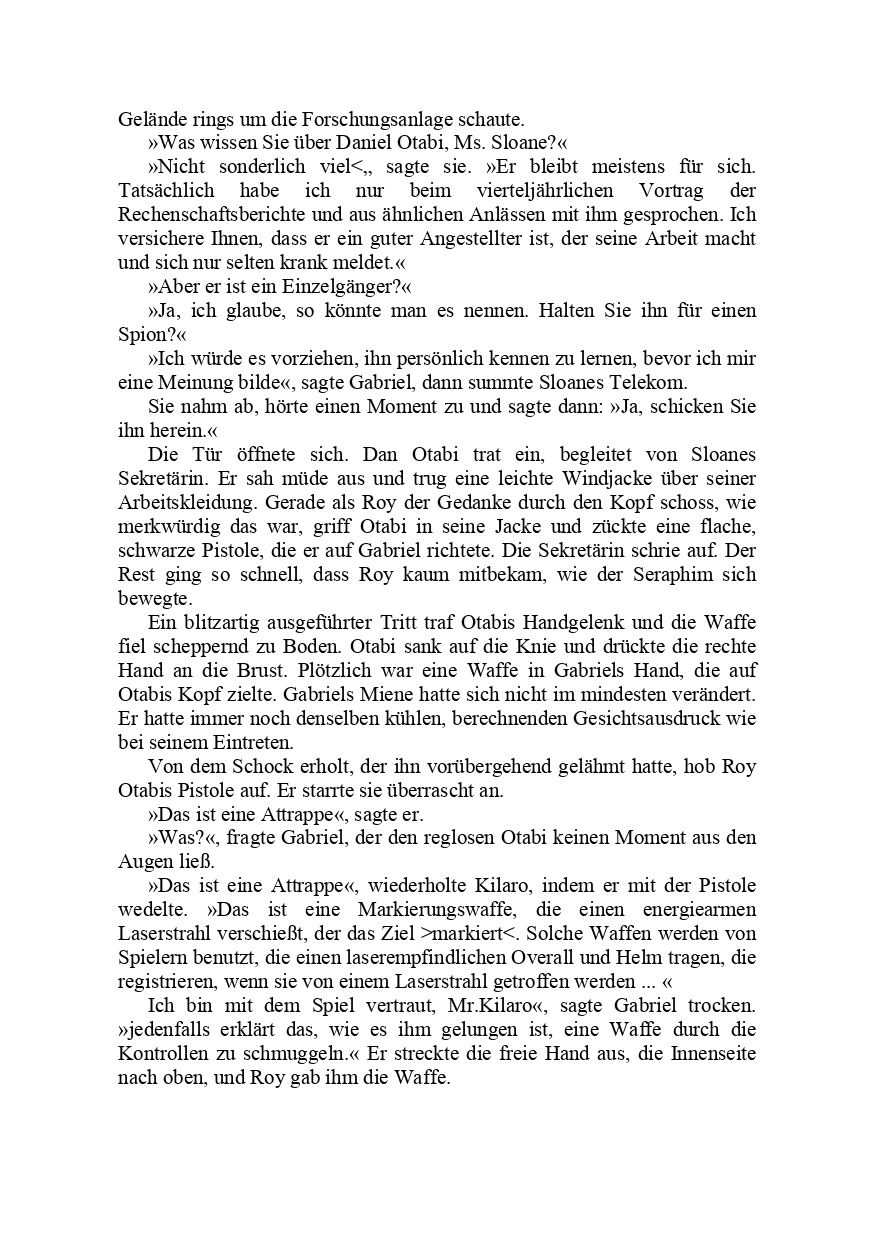 Gelände rings um die Forschungsanlage schaute.
»Was wissen Sie über Daniel Otabi, Ms. Sloane?«
»Nicht sonderlich viel<„ sagte sie. »Er bleibt meistens für sich.
Tatsächlich habe ich nur beim vierteljährlichen Vortrag der
Rechenschaftsberichte und aus ähnlichen Anlässen mit ihm gesprochen. Ich
versichere Ihnen, dass er ein guter Angestellter ist, der seine Arbeit macht
und sich nur selten krank meldet.«
»Aber er ist ein Einzelgänger?«
»Ja, ich glaube, so könnte man es nennen. Halten Sie ihn für einen
Spion?«
»Ich würde es vorziehen, ihn persönlich kennen zu lernen, bevor ich mir
eine Meinung bilde«, sagte Gabriel, dann summte Sloanes Telekom.
Sie nahm ab, hörte einen Moment zu und sagte dann: »Ja, schicken Sie
ihn herein.«
Die Tür öffnete sich. Dan Otabi trat ein, begleitet von Sloanes
Sekretärin. Er sah müde aus und trug eine leichte Windjacke über seiner
Arbeitskleidung. Gerade als Roy der Gedanke durch den Kopf schoss, wie
merkwürdig das war, griff Otabi in seine Jacke und zückte eine flache,
schwarze Pistole, die er auf Gabriel richtete. Die Sekretärin schrie auf. Der
Rest ging so schnell, dass Roy kaum mitbekam, wie der Seraphim sich
bewegte.
Ein blitzartig ausgeführter Tritt traf Otabis Handgelenk und die Waffe
fiel scheppernd zu Boden. Otabi sank auf die Knie und drückte die rechte
Hand an die Brust. Plötzlich war eine Waffe in Gabriels Hand, die auf
Otabis Kopf zielte. Gabriels Miene hatte sich nicht im mindesten verändert.
Er hatte immer noch denselben kühlen, berechnenden Gesichtsausdruck wie
bei seinem Eintreten.
Von dem Schock erholt, der ihn vorübergehend gelähmt hatte, hob Roy
Otabis Pistole auf. Er starrte sie überrascht an.
»Das ist eine Attrappe«, sagte er.
»Was?«, fragte Gabriel, der den reglosen Otabi keinen Moment aus den
Augen ließ.
»Das ist eine Attrappe«, wiederholte Kilaro, indem er mit der Pistole
wedelte. »Das ist eine Markierungswaffe, die einen energiearmen
Laserstrahl verschießt, der das Ziel >markiert<. Solche Waffen werden von
Spielern benutzt, die einen laserempfindlichen Overall und Helm tragen, die
registrieren, wenn sie von einem Laserstrahl getroffen werden ... «
Ich bin mit dem Spiel vertraut, Mr.Kilaro«, sagte Gabriel trocken.
»jedenfalls erklärt das, wie es ihm gelungen ist, eine Waffe durch die
Kontrollen zu schmuggeln.« Er streckte die freie Hand aus, die Innenseite
nach oben, und Roy gab ihm die Waffe.